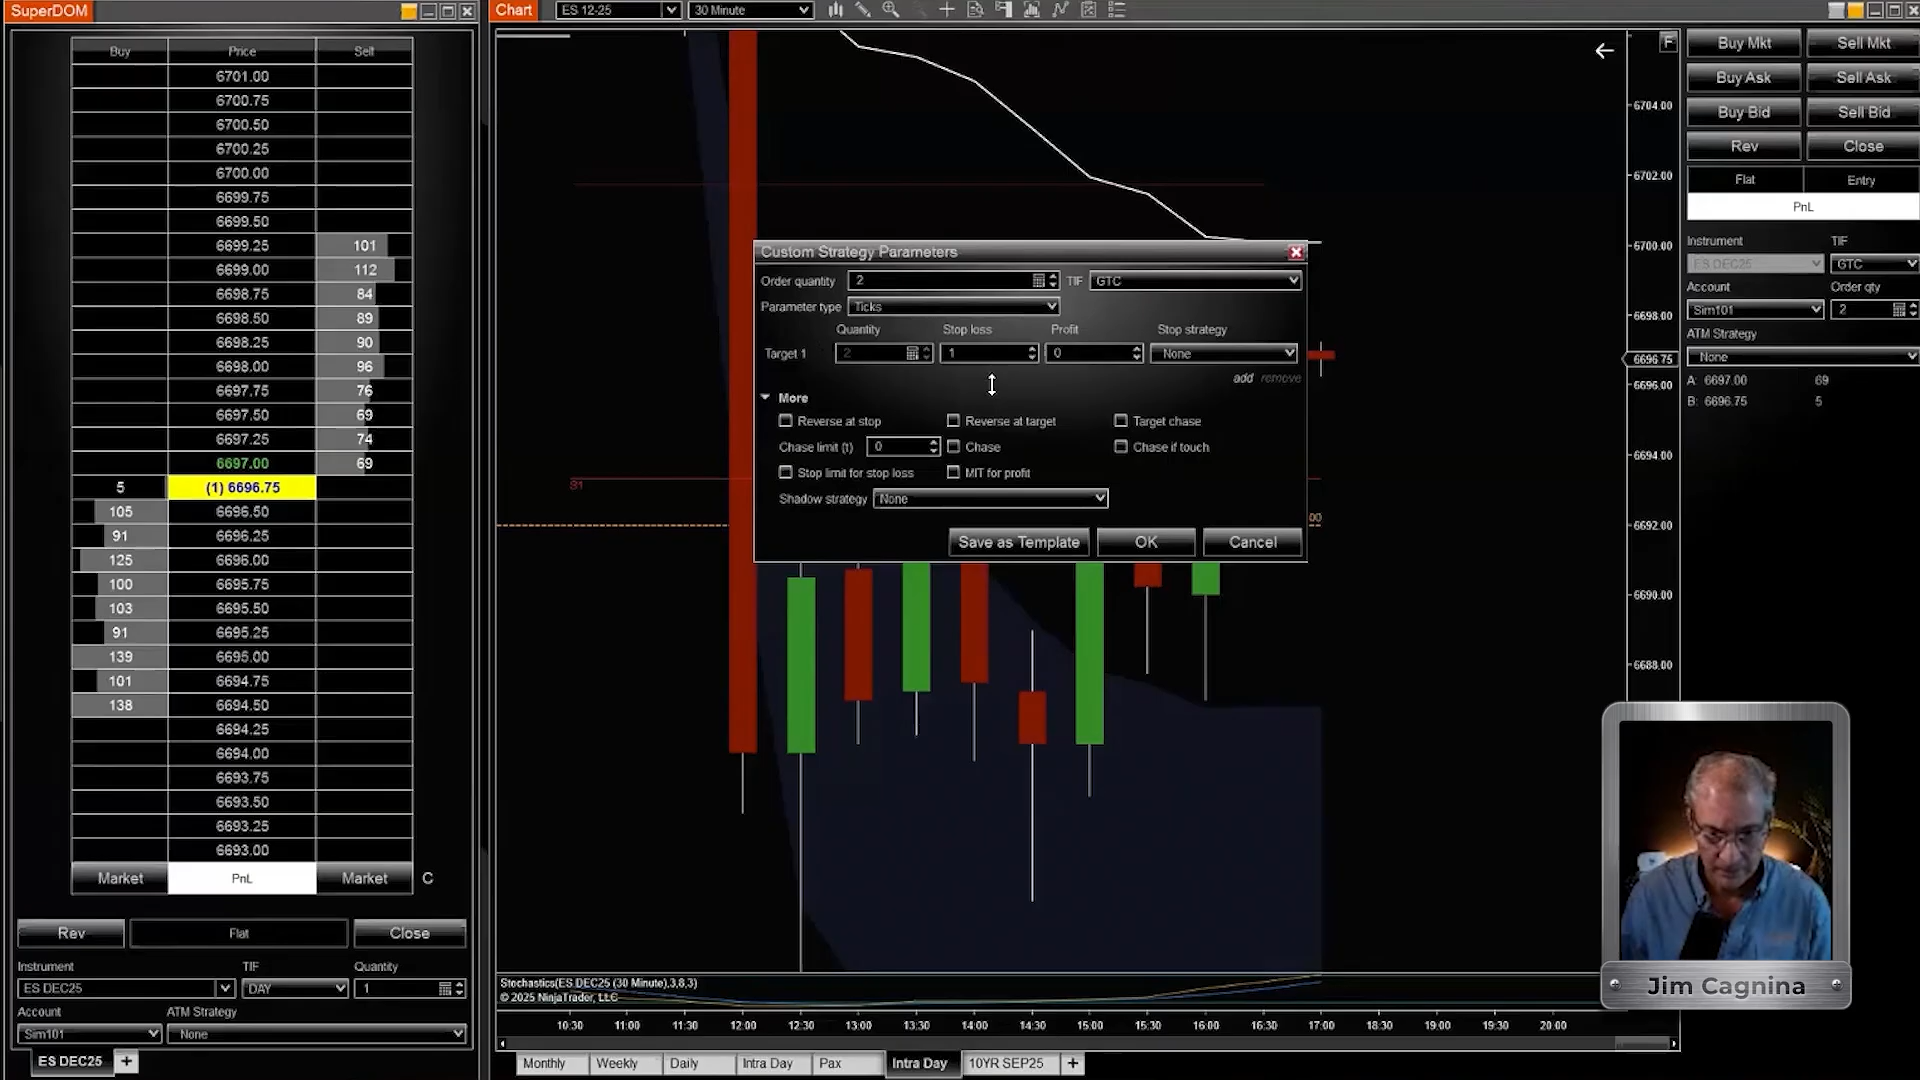 SuperDOM
Buy Price Sell
6701.00
6700.75
6700.50
6700.25
6700.00
6699.75
6699.50
6699.25 101
6699.00 112
6698.75 84
6698.50 89
6698.25 90
6698.00 96
6697.75 76
6697.50 69
6697.25 74
6697.00 69
5 (1) 6696.75
105 6696.50
91 6696.25
125 6696.00
100 6695.75
103 6695.50
91 6695.25
139 6695.00
101 6694.75
138 6694.50
6694.25
6694.00
6693.75
6693.50
6693.25
6693.00
Market PnL Market C
Rev Flat Close
Instrument TIF Quantity
ES DEC25 DAY 1
Account ATM Strategy
Sim101 None
ES DEC25 +
Chart ES 12-25 30 Minute
F
6704.00
6702.00
6700.00
6698.00
6696.75
6696.00
6694.00
6692.00
6690.00
6688.00
S1
00
Custom Strategy Parameters
Order quantity 2 TIF GTC
Parameter type Ticks
Quantity Stop loss Profit Stop strategy
Target 1 2 1 0 None
add remove
More
Reverse at stop Reverse at target Target chase
Chase limit (t) 0 Chase Chase if touch
Stop limit for stop loss MIT for profit
Shadow strategy None
Save as Template OK Cancel
Stochastics(ES DEC25 (30 Minute),3,8,3)
© 2025 NinjaTrader, LLC
10:30 11:00 11:30 12:00 12:30 13:00 13:30 14:00 14:30 15:00 15:30 16:00 16:30 17:00 18:30 19:00 19:30 20:00
Monthly Weekly Daily Intra Day Pax Intra Day 10YR SEP25 +
Buy Mkt Sell Mkt
Buy Ask Sell Ask
Buy Bid Sell Bid
Rev Close
Flat Entry
PnL
Instrument TIF
ES DEC25 GTC
Account Order qty
Sim101 2
ATM Strategy
None
A: 6697.00 69
B: 6696.75 5
Jim Cagnina